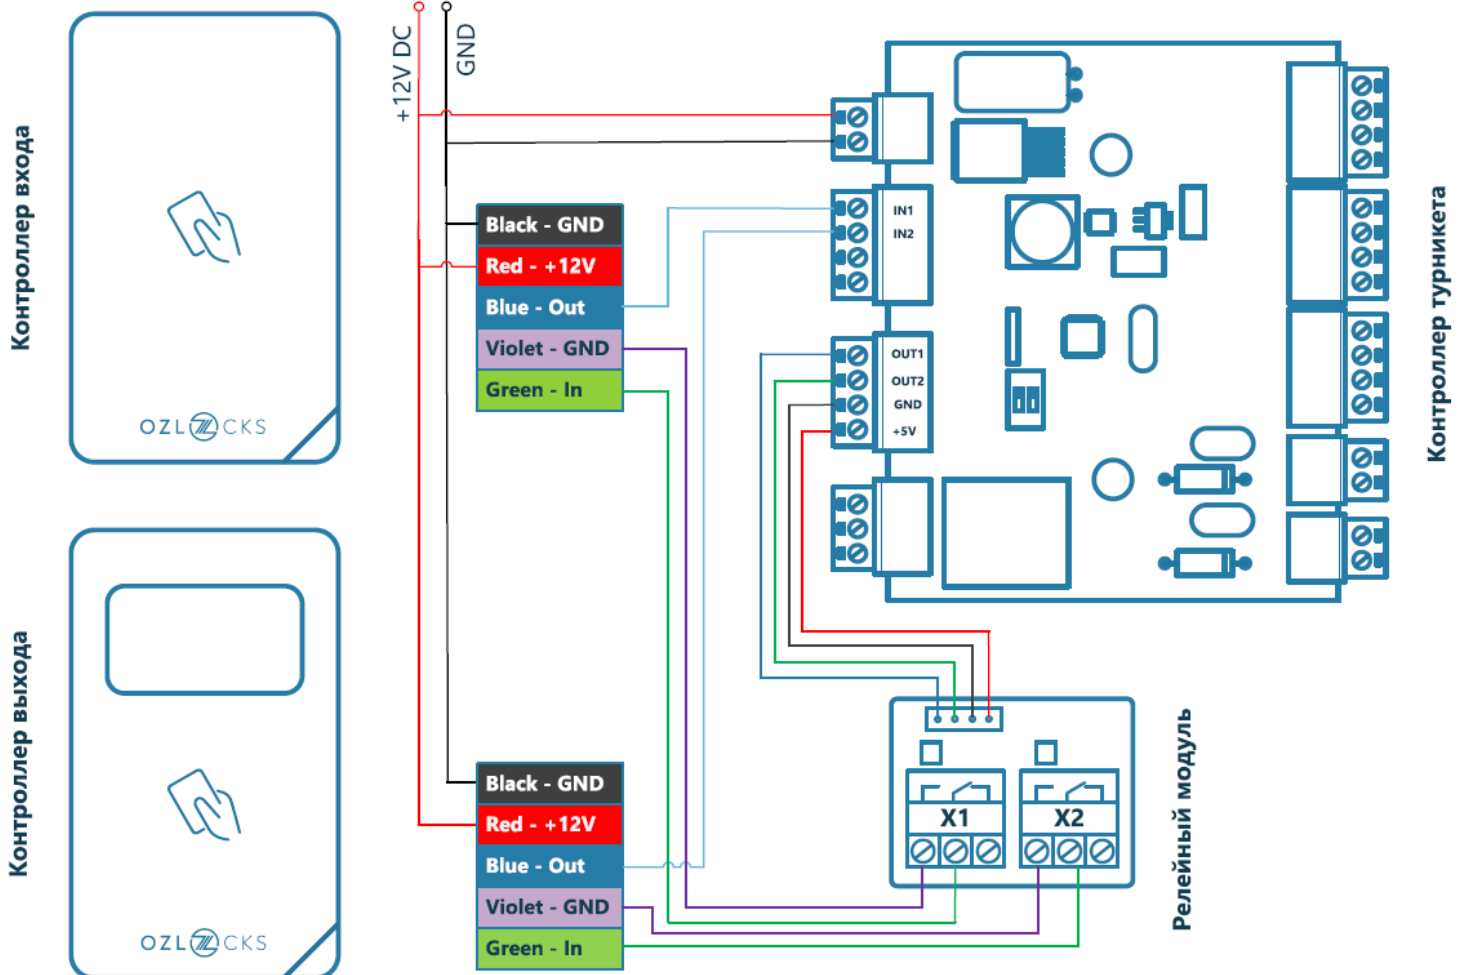 Контроллер входа
OZLOCKS
+12V DC
GND
Black - GND
Red - +12V
Blue - Out
Violet - GND
Green - In
IN1
IN2
OUT1
OUT2
GND
+5V
Контроллер турникета
Контроллер выхода
OZLOCKS
Black - GND
Red - +12V
Blue - Out
Violet - GND
Green - In
X1
X2
Релейный модуль